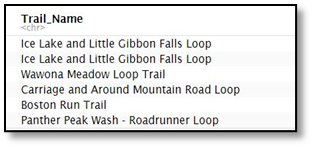 Trail_Name
<chr>
Ice Lake and Little Gibbon Falls Loop
Ice Lake and Little Gibbon Falls Loop
Wawona Meadow Loop Trail
Carriage and Around Mountain Road Loop
Boston Run Trail
Panther Peak Wash - Roadrunner Loop